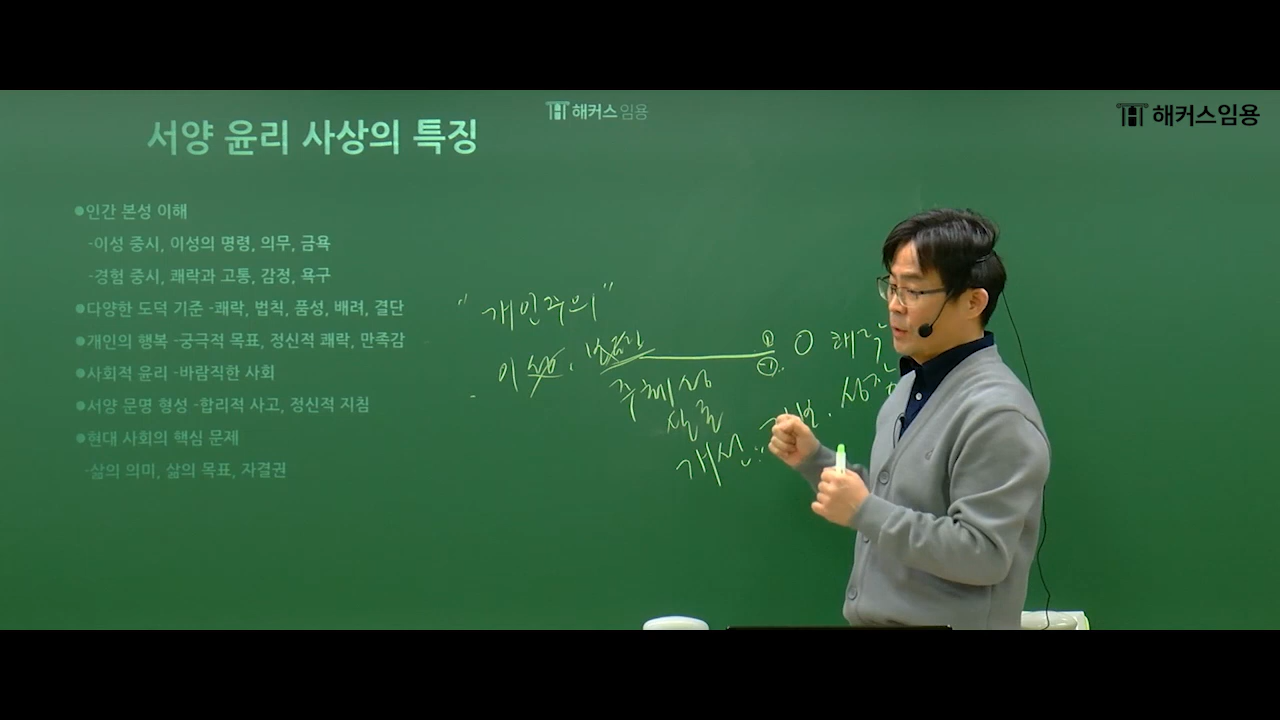 해커스임용
해커스임용
서양 윤리 사상의 특징
●인간 본성 이해
-이성 중시, 이성의 명령, 의무, 금욕
-경험 중시, 쾌락과 고통, 감정, 욕구
●다양한 도덕 기준 -쾌락, 법칙, 품성, 배려, 결단
●개인의 행복 -궁극적 목표, 정신적 쾌락, 만족감
●사회적 윤리 -바람직한 사회
●서양 문명 형성 -합리적 사고, 정신적 지침
●현대 사회의 핵심 문제
-삶의 의미, 삶의 목표, 자결권
"개인주의"
이성.
주체성
실존
개선